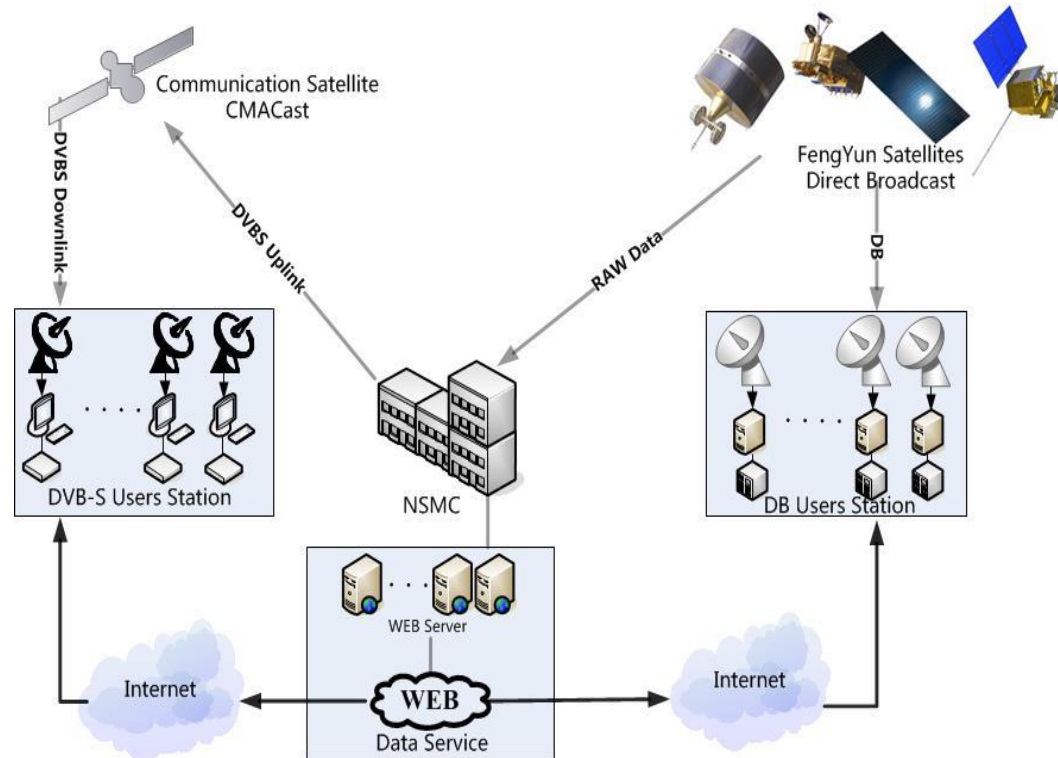 Communication Satellite
CMACast
FengYun Satellites
Direct Broadcast
DVBS Downlink
DVBS Uplink
RAW Data
DB
DVB-S Users Station
NSMC
DB Users Station
WEB Server
Internet
WEB
Internet
Data Service